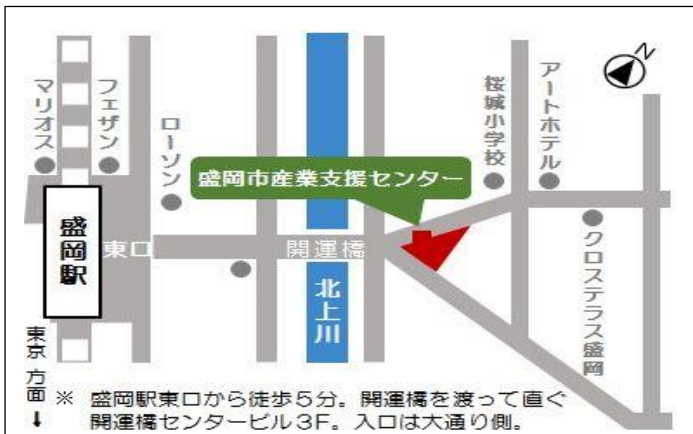 N
マリオス
フェザン
ローソン
桜城小学校
アートホテル
盛岡市産業支援センター
盛岡駅
東口
開運橋
北上川
クロステラス盛岡
東京方面↓
※ 盛岡駅東口から徒歩5分。開運橋を渡って直ぐ
開運橋センタービル3F。入口は大通り側。